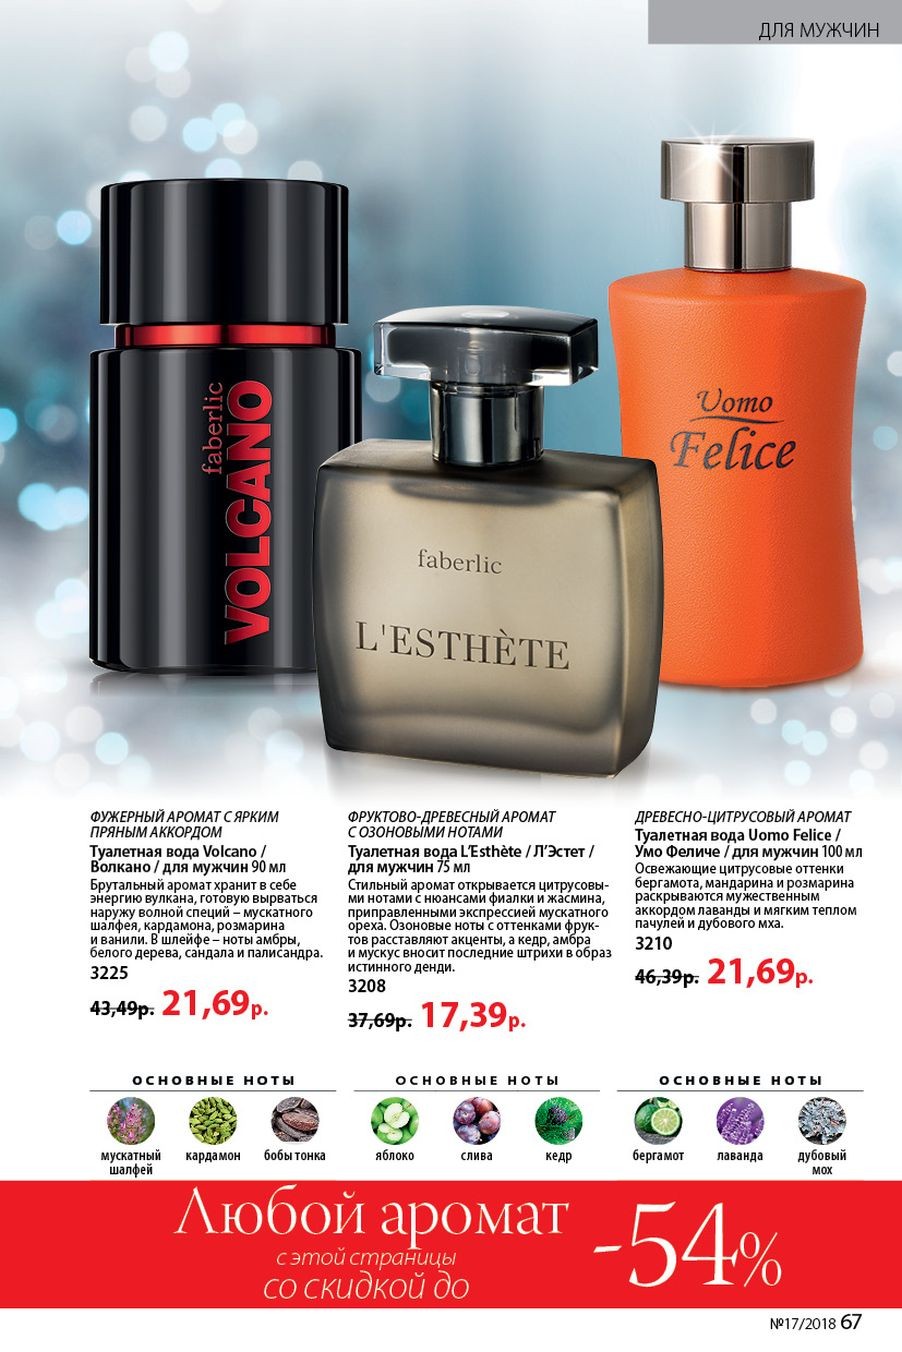 ДЛЯ МУЖЧИН
faberlic
VOLCANO
faberlic
L'ESTHÈTE
Uomo
Felice
ФУЖЕРНЫЙ АРОМАТ С ЯРКИМ
ПРЯНЫМ АККОРДОМ
Туалетная вода Volcano /
Волкано / для мужчин 90 мл
Брутальный аромат хранит в себе
энергию вулкана, готовую вырваться
наружу волной специй – мускатного
шалфея, кардамона, розмарина
и ванили. В шлейфе – ноты амбры,
белого дерева, сандала и палисандра.
3225
43,49р. 21,69р.
ФРУКТОВО-ДРЕВЕСНЫЙ АРОМАТ
С ОЗОНОВЫМИ НОТАМИ
Туалетная вода L'Esthète / Л'Эстет /
для мужчин 75 мл
Стильный аромат открывается цитрусовы-
ми нотами с нюансами фиалки и жасмина,
приправленными экспрессией мускатного
ореха. Озоновые ноты с оттенками фрук-
тов расставляют акценты, а кедр, амбра
и мускус вносит последние штрихи в образ
истинного денди.
3208
37,69р. 17,39р.
ДРЕВЕСНО-ЦИТРУСОВЫЙ АРОМАТ
Туалетная вода Uomo Felice /
Умо Феличе / для мужчин 100 мл
Освежающие цитрусовые оттенки
бергамота, мандарина и розмарина
раскрываются мужественным
аккордом лаванды и мягким теплом
пачулей и дубового мха.
3210
46,39р. 21,69р.
ОСНОВНЫЕ НОТЫ
мускатный
шалфей
кардамон
бобы тонка
ОСНОВНЫЕ НОТЫ
яблоко
слива
кедр
ОСНОВНЫЕ НОТЫ
бергамот
лаванда
дубовый
мох
Любой аромат
с этой страницы
со скидкой до
-54%
№17/2018 67